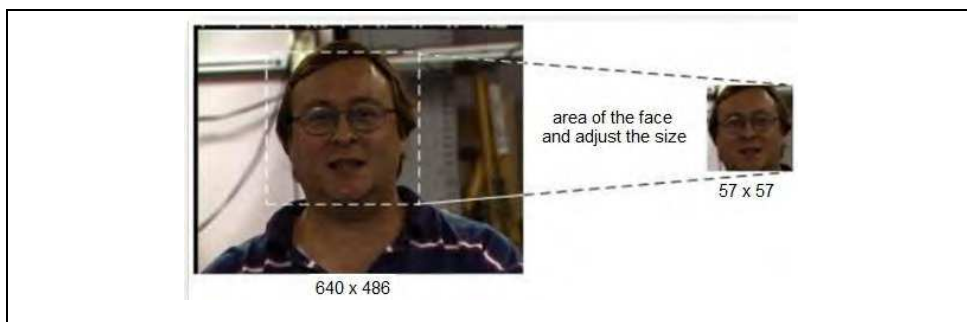 area of the face
and adjust the size
57 x 57
640 x 486